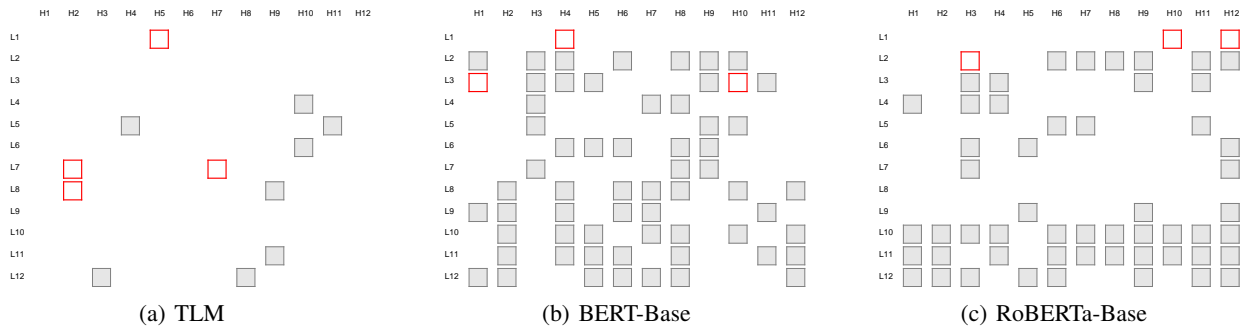 H1 H2 H3 H4 H5 H6 H7 H8 H9 H10 H11 H12
L1
L2
L3
L4
L5
L6
L7
L8
L9
L10
L11
L12
(a) TLM
H1 H2 H3 H4 H5 H6 H7 H8 H9 H10 H11 H12
L1
L2
L3
L4
L5
L6
L7
L8
L9
L10
L11
L12
(b) BERT-Base
H1 H2 H3 H4 H5 H6 H7 H8 H9 H10 H11 H12
L1
L2
L3
L4
L5
L6
L7
L9
L10
L11
L12
(c) RoBERTa-Base